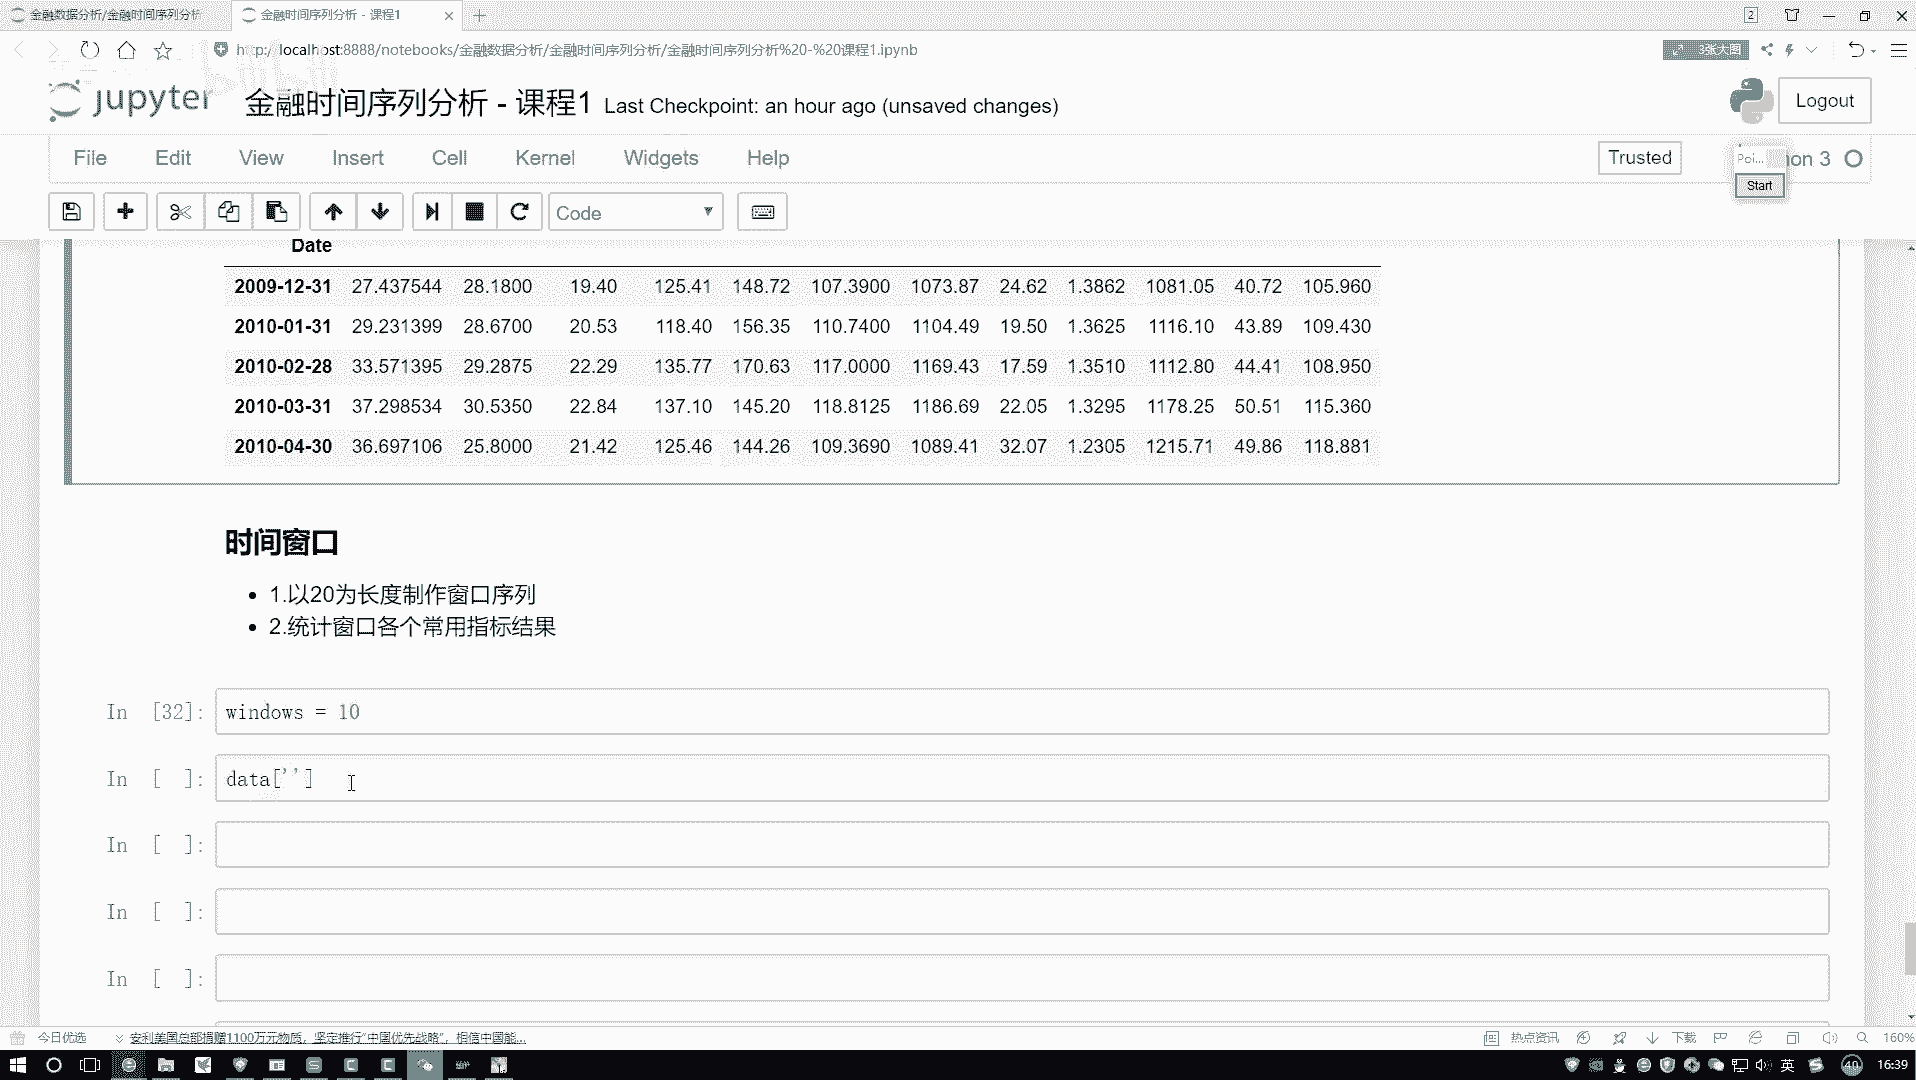 金融数据分析/金融时间序列分析
金融时间序列分析 - 课程1
2
http://localhost:8888/notebooks/金融数据分析/金融时间序列分析/金融时间序列分析%20-%20课程1.ipynb
3张大图
jupyter 金融时间序列分析 - 课程1 Last Checkpoint: an hour ago (unsaved changes)
Logout
File Edit View Insert Cell Kernel Widgets Help
Trusted
Poi...
on 3
Start
Code
Date
2009-12-31 27.437544 28.1800 19.40 125.41 148.72 107.3900 1073.87 24.62 1.3862 1081.05 40.72 105.960
2010-01-31 29.231399 28.6700 20.53 118.40 156.35 110.7400 1104.49 19.50 1.3625 1116.10 43.89 109.430
2010-02-28 33.571395 29.2875 22.29 135.77 170.63 117.0000 1169.43 17.59 1.3510 1112.80 44.41 108.950
2010-03-31 37.298534 30.5350 22.84 137.10 145.20 118.8125 1186.69 22.05 1.3295 1178.25 50.51 115.360
2010-04-30 36.697106 25.8000 21.42 125.46 144.26 109.3690 1089.41 32.07 1.2305 1215.71 49.86 118.881
时间窗口
• 1.以20为长度制作窗口序列
• 2.统计窗口各个常用指标结果
In [32]: windows = 10
In [ ]: data['']
In [ ]:
In [ ]:
In [ ]:
今日优选
安利美国总部捐赠1100万元物质，坚定推行“中国优先战略”，相信中国能...
热点资讯
下载
160%
英
40
16:39